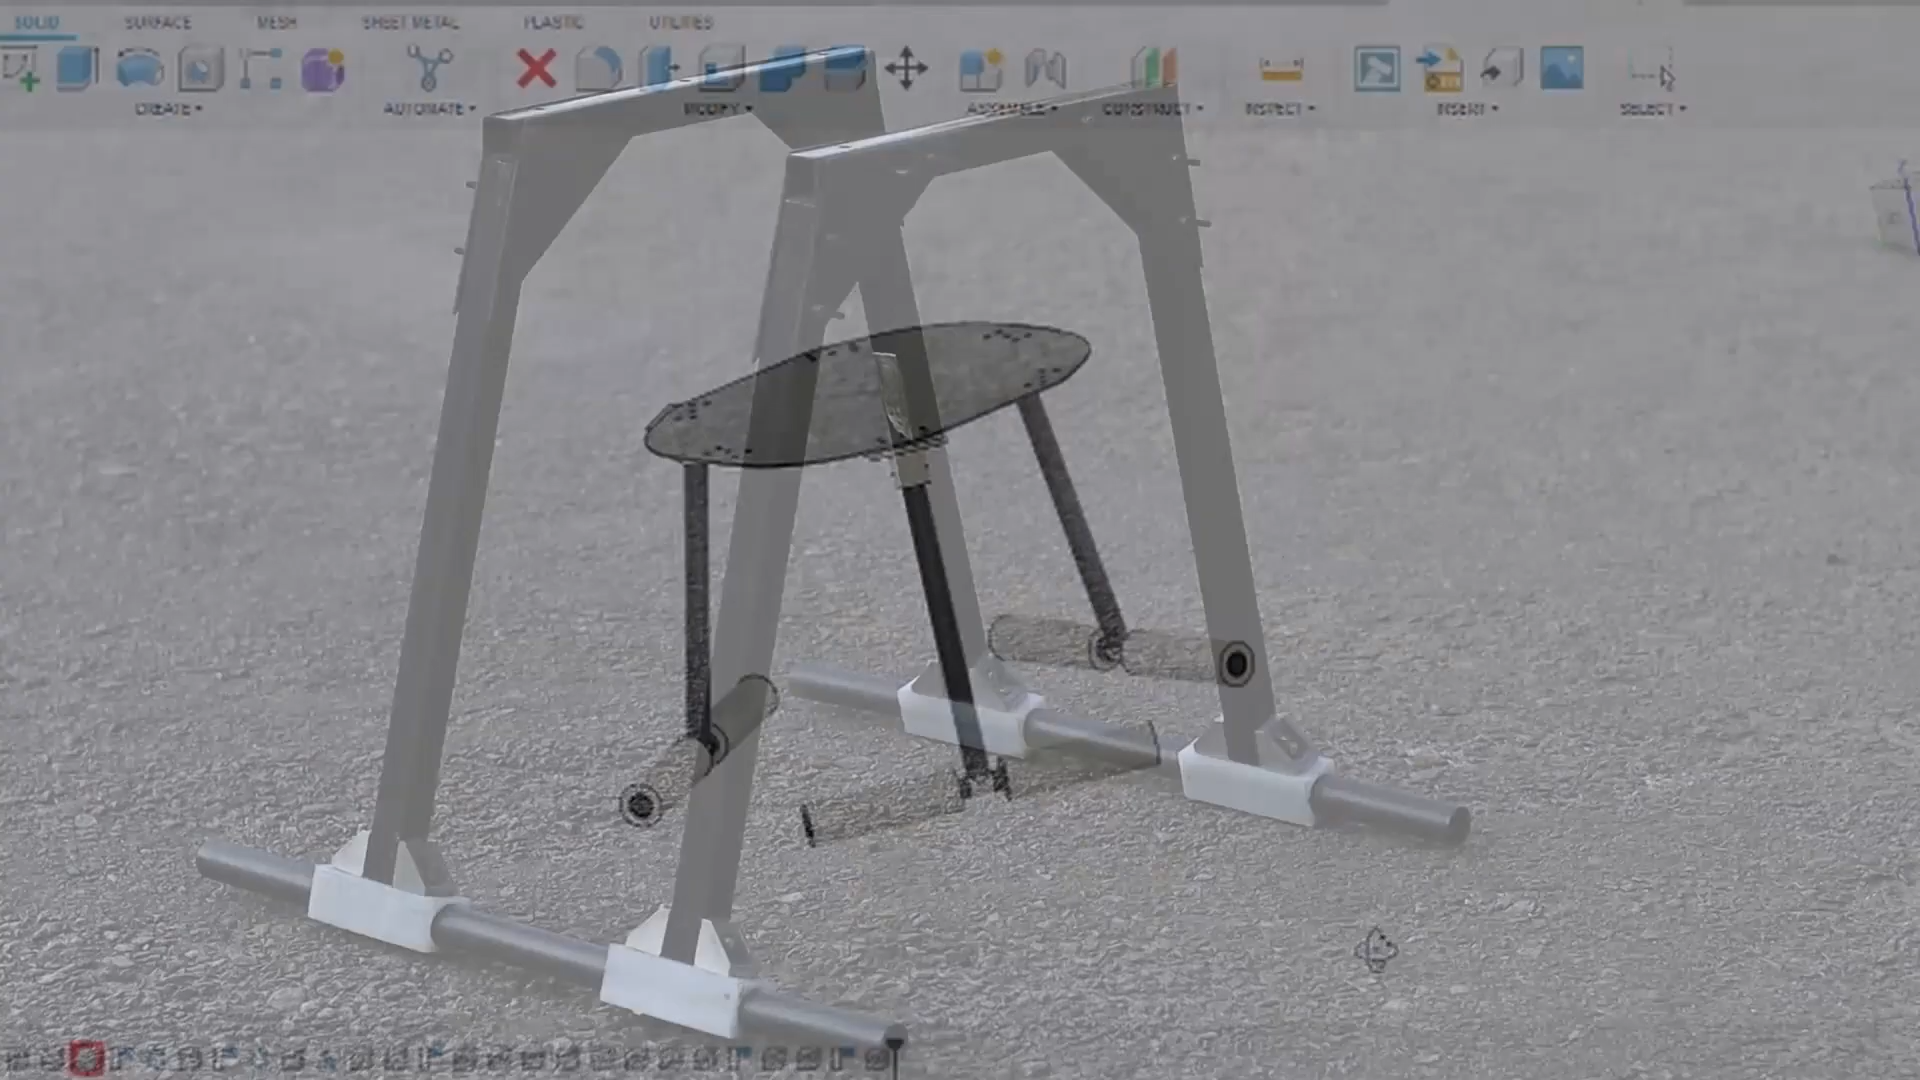 SOLID SURFACE MESH SHEET METAL PLASTIC UTILITIES
CREATE AUTOMATE MODIFY ASSEMBLE CONSTRUCT INSPECT INSERT SELECT